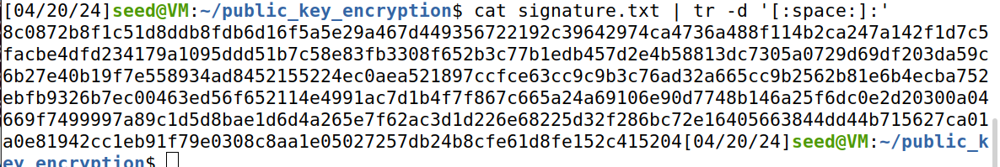 [04/20/24]seed@VM:~/public_key_encryption$ cat signature.txt | tr -d '[:space:]:'
8c0872b8f1c51d8ddb8fdb6d16f5a5e29a467d449356722192c39642974ca4736a488f114b2ca247a142f1d7c5
facbe4dfd234179a1095ddd51b7c58e83fb3308f652b3c77b1edb457d2e4b58813dc7305a0729d69df203da59c
6b27e40b19f7e558934ad8452155224ec0aea521897ccfce63cc9c9b3c76ad32a665cc9b2562b81e6b4ecba752
ebfb9326b7ec00463ed56f652114e4991ac7d1b4f7f867c665a24a69106e90d7748b146a25f6dc0e2d20300a04
669f7499997a89c1d5d8bae1d6d4a265e7f62ac3d1d226e68225d32f286bc72e16405663844dd44b715627ca01
a0e81942cc1eb91f79e0308c8aa1e05027257db24b8cfe61d8fe152c415204[04/20/24]seed@VM:~/public_k
ey_encryption$